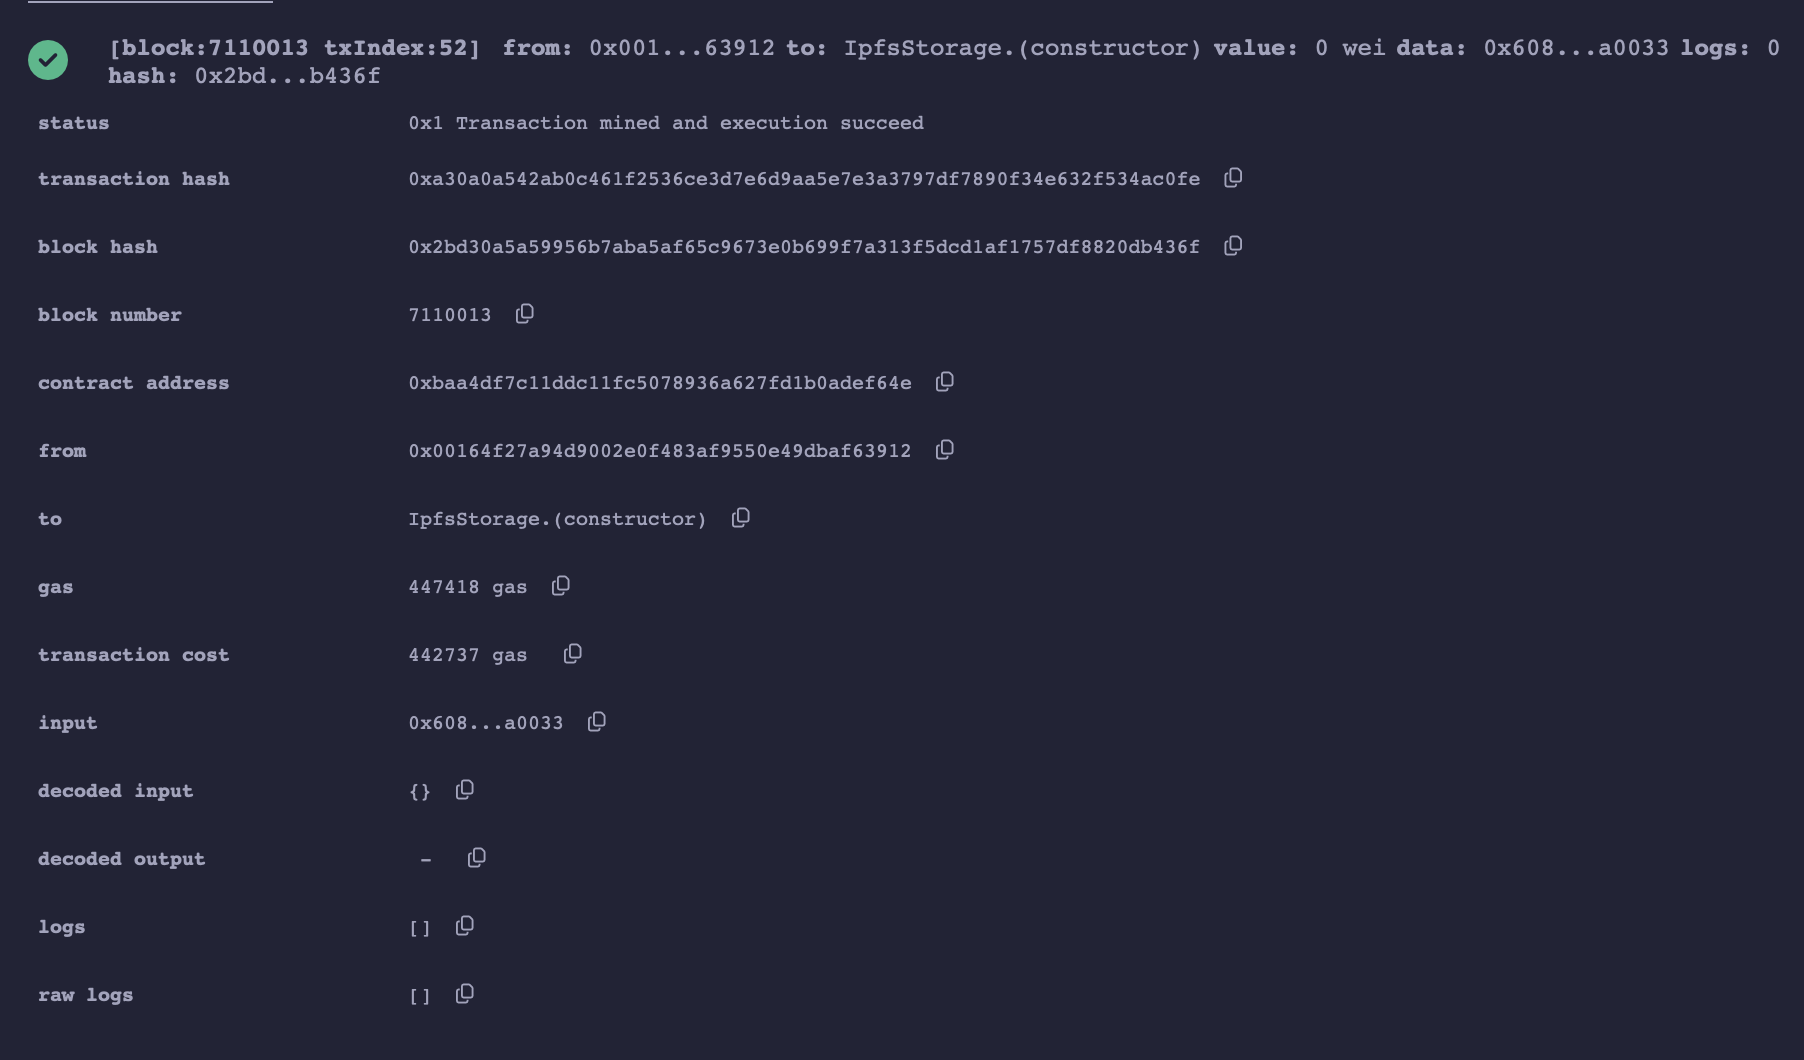 [block:7110013 txIndex:52] from: 0x001...63912 to: IpfsStorage.(constructor) value: 0 wei data: 0x608...a0033 logs: 0
hash: 0x2bd...b436f
status 0x1 Transaction mined and execution succeed
transaction hash 0xa30a0a542ab0c461f2536ce3d7e6d9aa5e7e3a3797df7890f34e632f534ac0fe
block hash 0x2bd30a5a59956b7aba5af65c9673e0b699f7a313f5dcd1af1757df8820db436f
block number 7110013
contract address 0xbaa4df7c11ddc11fc5078936a627fd1b0adef64e
from 0x00164f27a94d9002e0f483af9550e49dbaf63912
to IpfsStorage.(constructor)
gas 447418 gas
transaction cost 442737 gas
input 0x608...a0033
decoded input {}
decoded output -
logs []
raw logs []